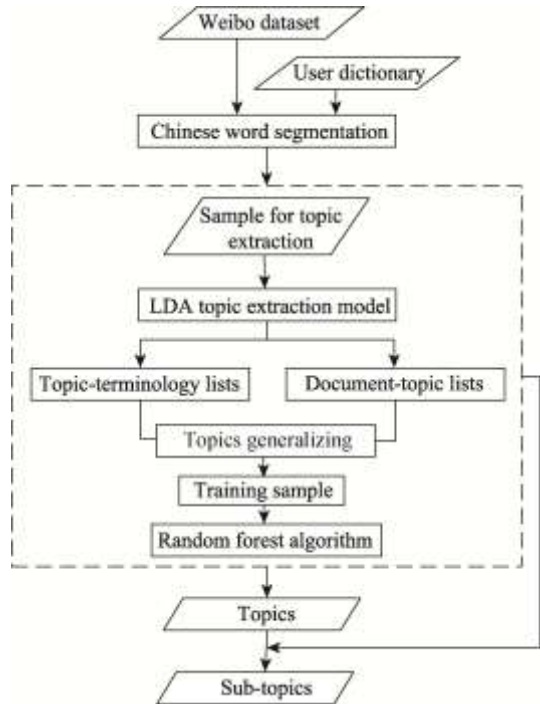 Weibo dataset
User dictionary
Chinese word segmentation
Sample for topic
extraction
LDA topic extraction model
Topic-terminology lists
Document-topic lists
Topics generalizing
Training sample
Random forest algorithm
Topics
Sub-topics